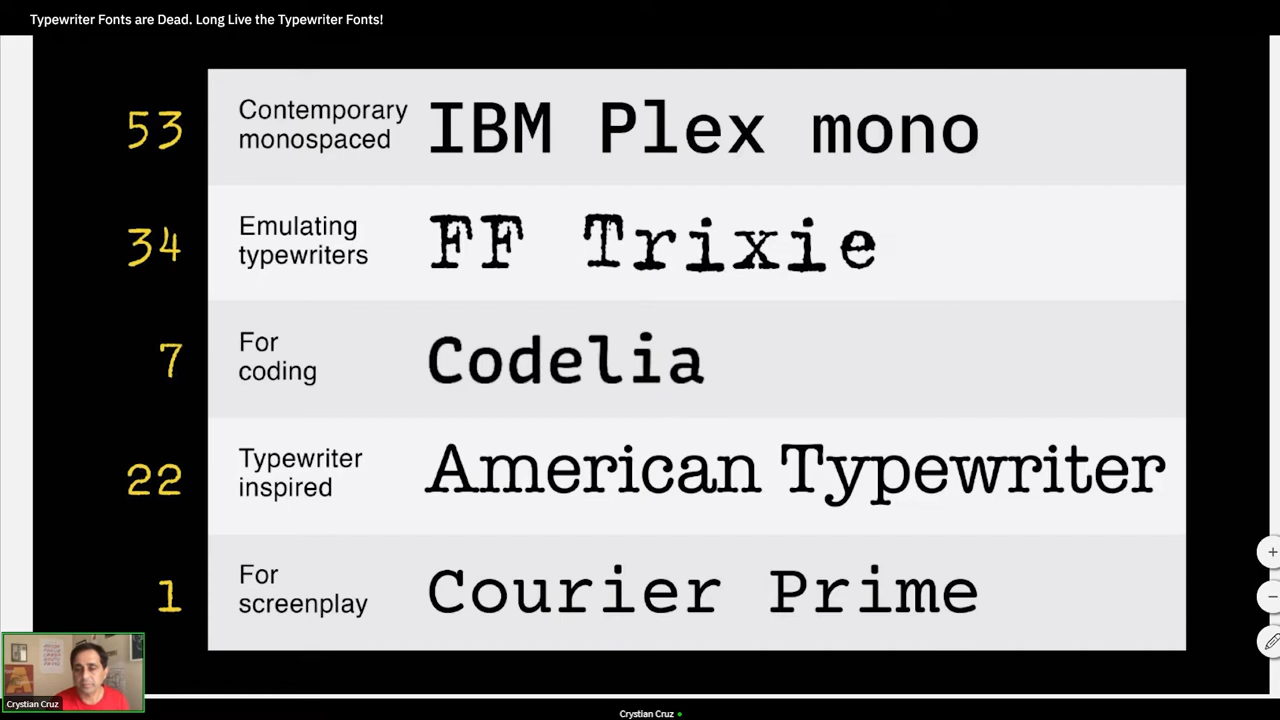 Typewriter Fonts are Dead. Long Live the Typewriter Fonts!
53
Contemporary
monospaced
IBM Plex mono
34
Emulating
typewriters
FF Trixie
7
For
coding
Codelia
22
Typewriter
inspired
American Typewriter
1
For
screenplay
Courier Prime
Crystian Cruz
Crystian Cruz